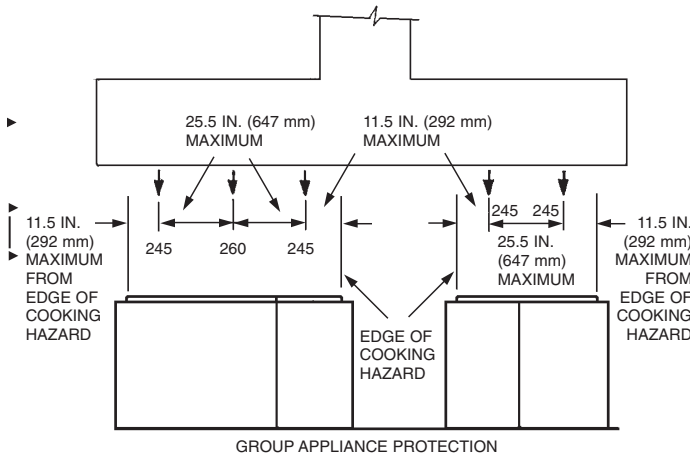 25.5 IN. (647 mm)
MAXIMUM
11.5 IN. (292 mm)
MAXIMUM
11.5 IN.
(292 mm)
MAXIMUM
FROM
EDGE OF
COOKING
HAZARD
245
260
245
245
245
25.5 IN.
(647 mm)
MAXIMUM
11.5 IN.
(292 mm)
MAXIMUM
FROM
EDGE OF
COOKING
HAZARD
EDGE OF
COOKING
HAZARD
GROUP APPLIANCE PROTECTION